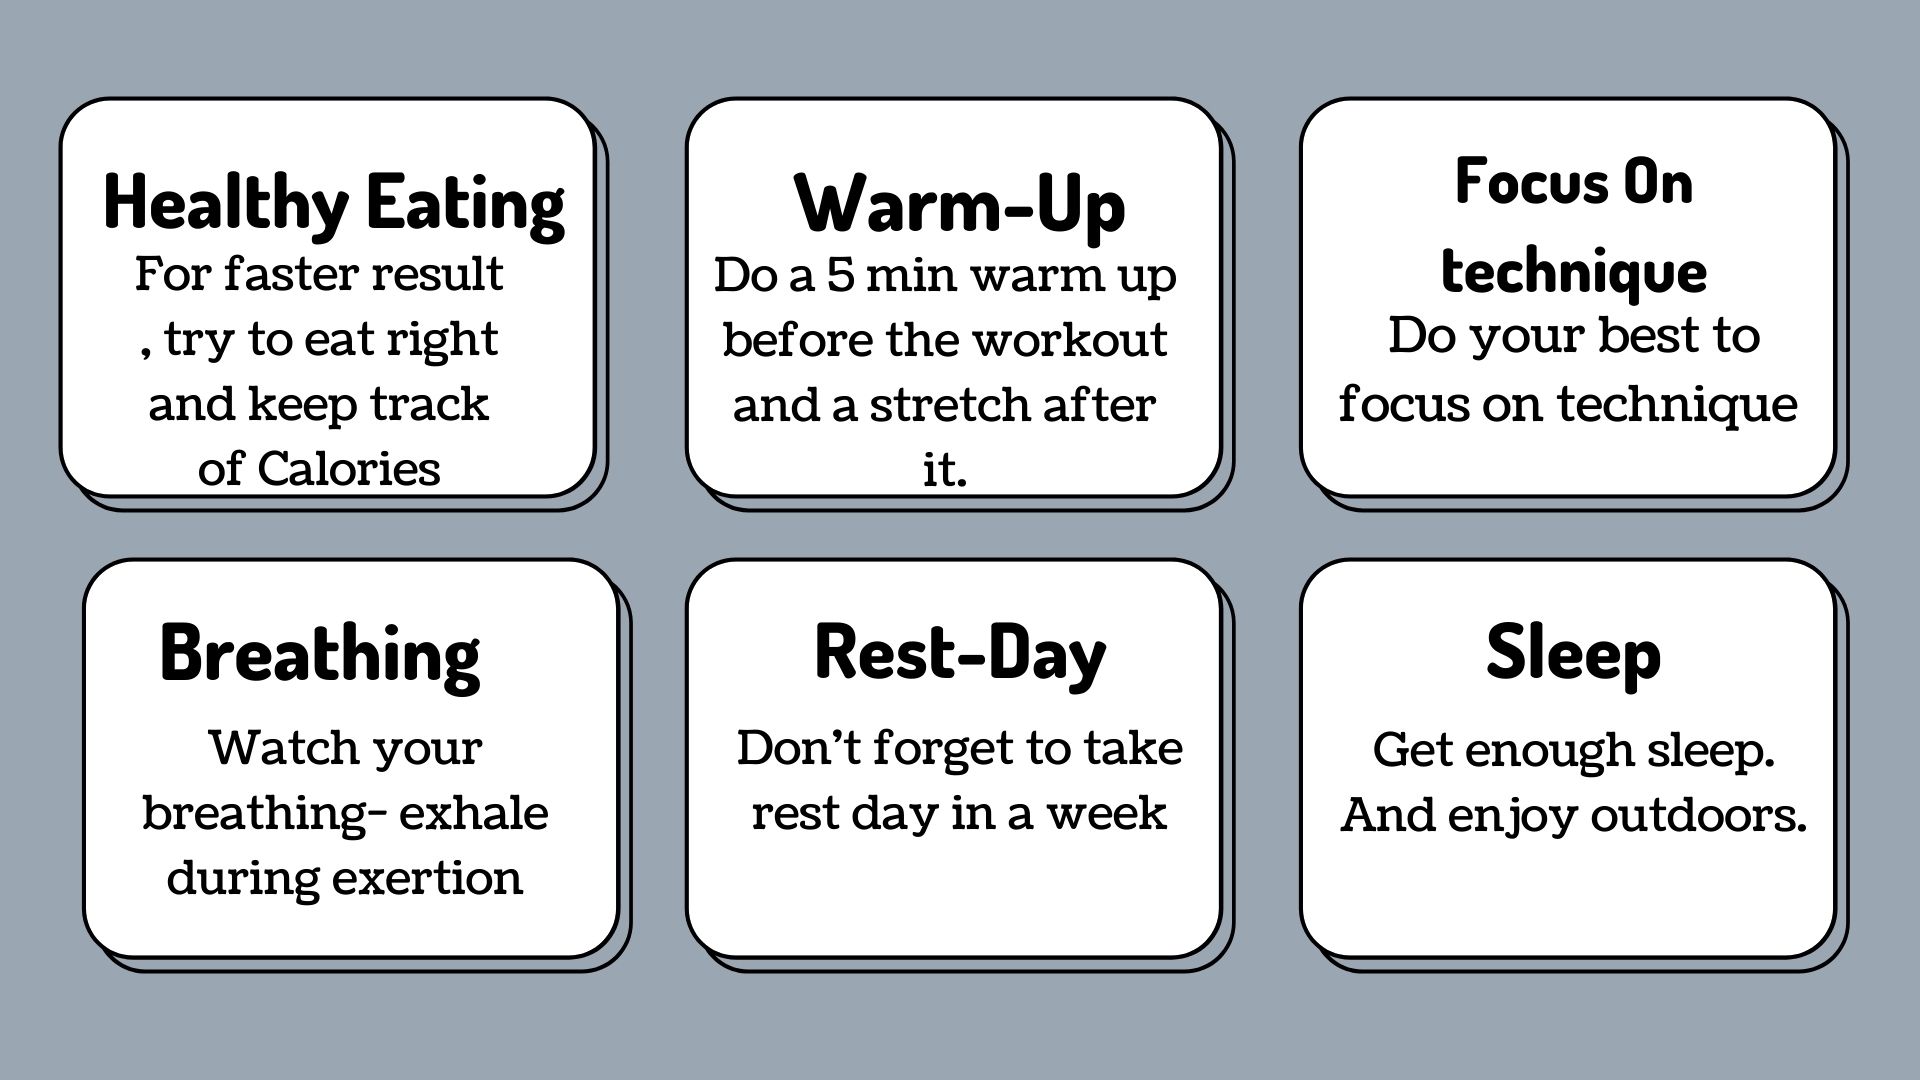 Healthy Eating
For faster result
, try to eat right
and keep track
of Calories
Warm-Up
Do a 5 min warm up
before the workout
and a stretch after
it.
Focus On
technique
Do your best to
focus on technique
Breathing
Watch your
breathing- exhale
during exertion
Rest-Day
Don't forget to take
rest day in a week
Sleep
Get enough sleep.
And enjoy outdoors.